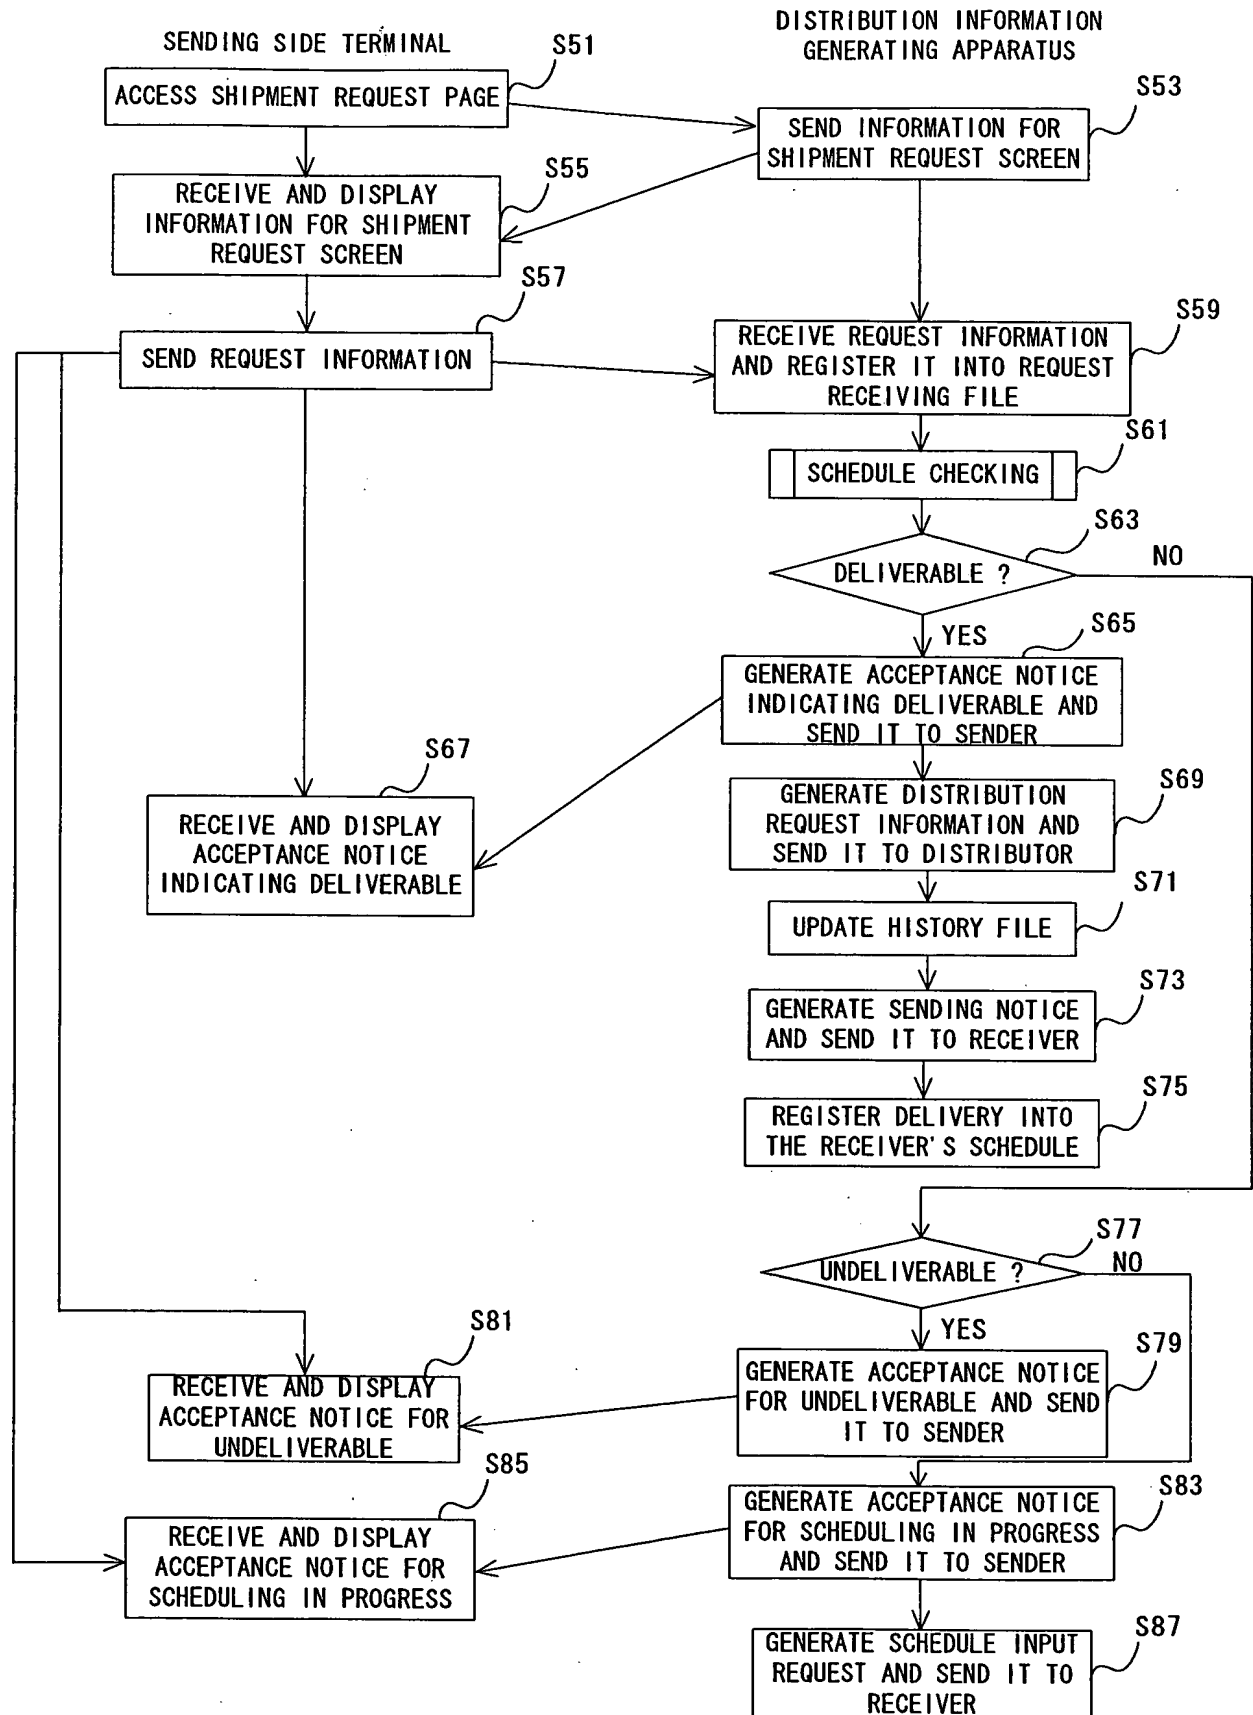 SENDING SIDE TERMINAL
DISTRIBUTION INFORMATION
GENERATING APPARATUS
S51
ACCESS SHIPMENT REQUEST PAGE
S53
SEND INFORMATION FOR
SHIPMENT REQUEST SCREEN
S55
RECEIVE AND DISPLAY
INFORMATION FOR SHIPMENT
REQUEST SCREEN
S57
SEND REQUEST INFORMATION
S59
RECEIVE REQUEST INFORMATION
AND REGISTER IT INTO REQUEST
RECEIVING FILE
S61
SCHEDULE CHECKING
S63
DELIVERABLE ?
NO
YES
S65
GENERATE ACCEPTANCE NOTICE
INDICATING DELIVERABLE AND
SEND IT TO SENDER
S67
RECEIVE AND DISPLAY
ACCEPTANCE NOTICE
INDICATING DELIVERABLE
S69
GENERATE DISTRIBUTION
REQUEST INFORMATION AND
SEND IT TO DISTRIBUTOR
S71
UPDATE HISTORY FILE
S73
GENERATE SENDING NOTICE
AND SEND IT TO RECEIVER
S75
REGISTER DELIVERY INTO
THE RECEIVER'S SCHEDULE
S77
UNDELIVERABLE ?
NO
YES
S79
GENERATE ACCEPTANCE NOTICE
FOR UNDELIVERABLE AND SEND
IT TO SENDER
S81
RECEIVE AND DISPLAY
ACCEPTANCE NOTICE FOR
UNDELIVERABLE
S83
GENERATE ACCEPTANCE NOTICE
FOR SCHEDULING IN PROGRESS
AND SEND IT TO SENDER
S85
RECEIVE AND DISPLAY
ACCEPTANCE NOTICE FOR
SCHEDULING IN PROGRESS
S87
GENERATE SCHEDULE INPUT
REQUEST AND SEND IT TO
RECEIVER